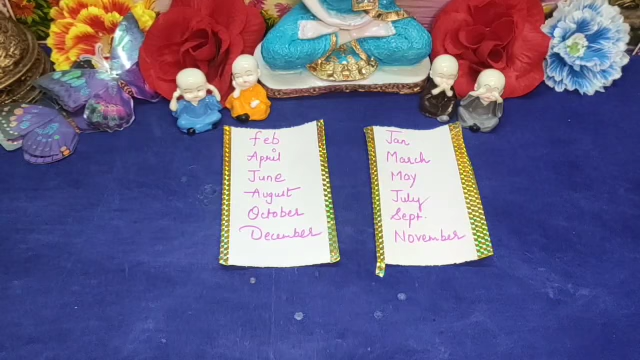 Feb
April
June
August
October
December
Jan
March
May
July
Sept.
November